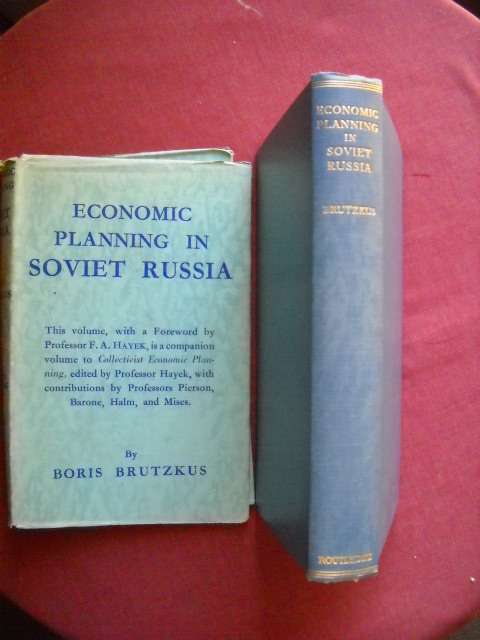 ECONOMIC
PLANNING IN
SOVIET RUSSIA
This volume, with a Foreword by
Professor F. A. HAYEK, is a companion
volume to Collectivist Economic Plan-
ning, edited by Professor Hayek, with
contributions by Professors Pierson,
Barone, Halm, and Mises.
By
BORIS BRUTZKUS
ECONOMIC
PLANNING
IN
SOVIET
RUSSIA
BRUTZKUS
ROUTLEDGE